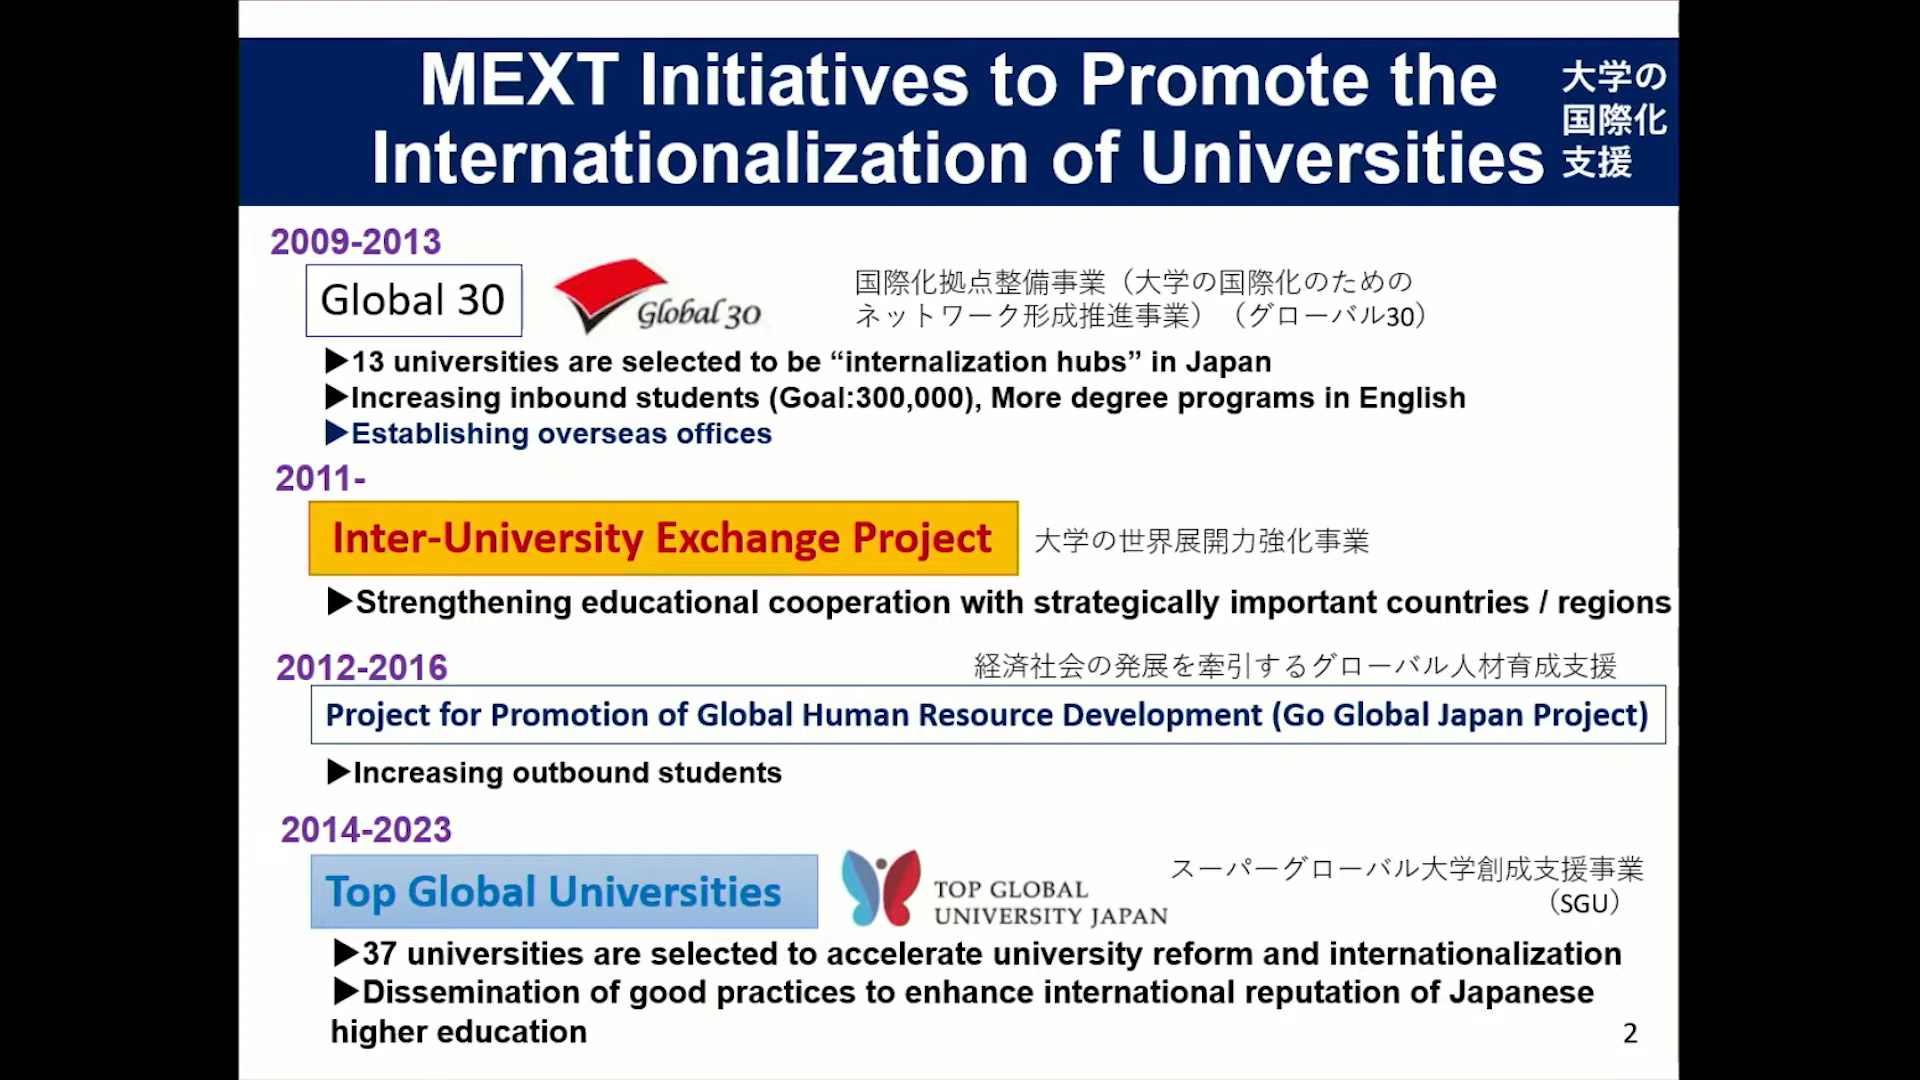 MEXT Initiatives to Promote the
Internationalization of Universities
大学の
国際化
支援
2009-2013
Global 30
Global 30
国際化拠点整備事業（大学の国際化のための
ネットワーク形成推進事業）（グローバル30）
▶13 universities are selected to be “internalization hubs” in Japan
▶Increasing inbound students (Goal:300,000), More degree programs in English
▶Establishing overseas offices
2011-
Inter-University Exchange Project
大学の世界展開力強化事業
▶Strengthening educational cooperation with strategically important countries / regions
2012-2016
経済社会の発展を牽引するグローバル人材育成支援
Project for Promotion of Global Human Resource Development (Go Global Japan Project)
▶Increasing outbound students
2014-2023
Top Global Universities
TOP GLOBAL
UNIVERSITY JAPAN
スーパーグローバル大学創成支援事業
（SGU）
▶37 universities are selected to accelerate university reform and internationalization
▶Dissemination of good practices to enhance international reputation of Japanese
higher education
2